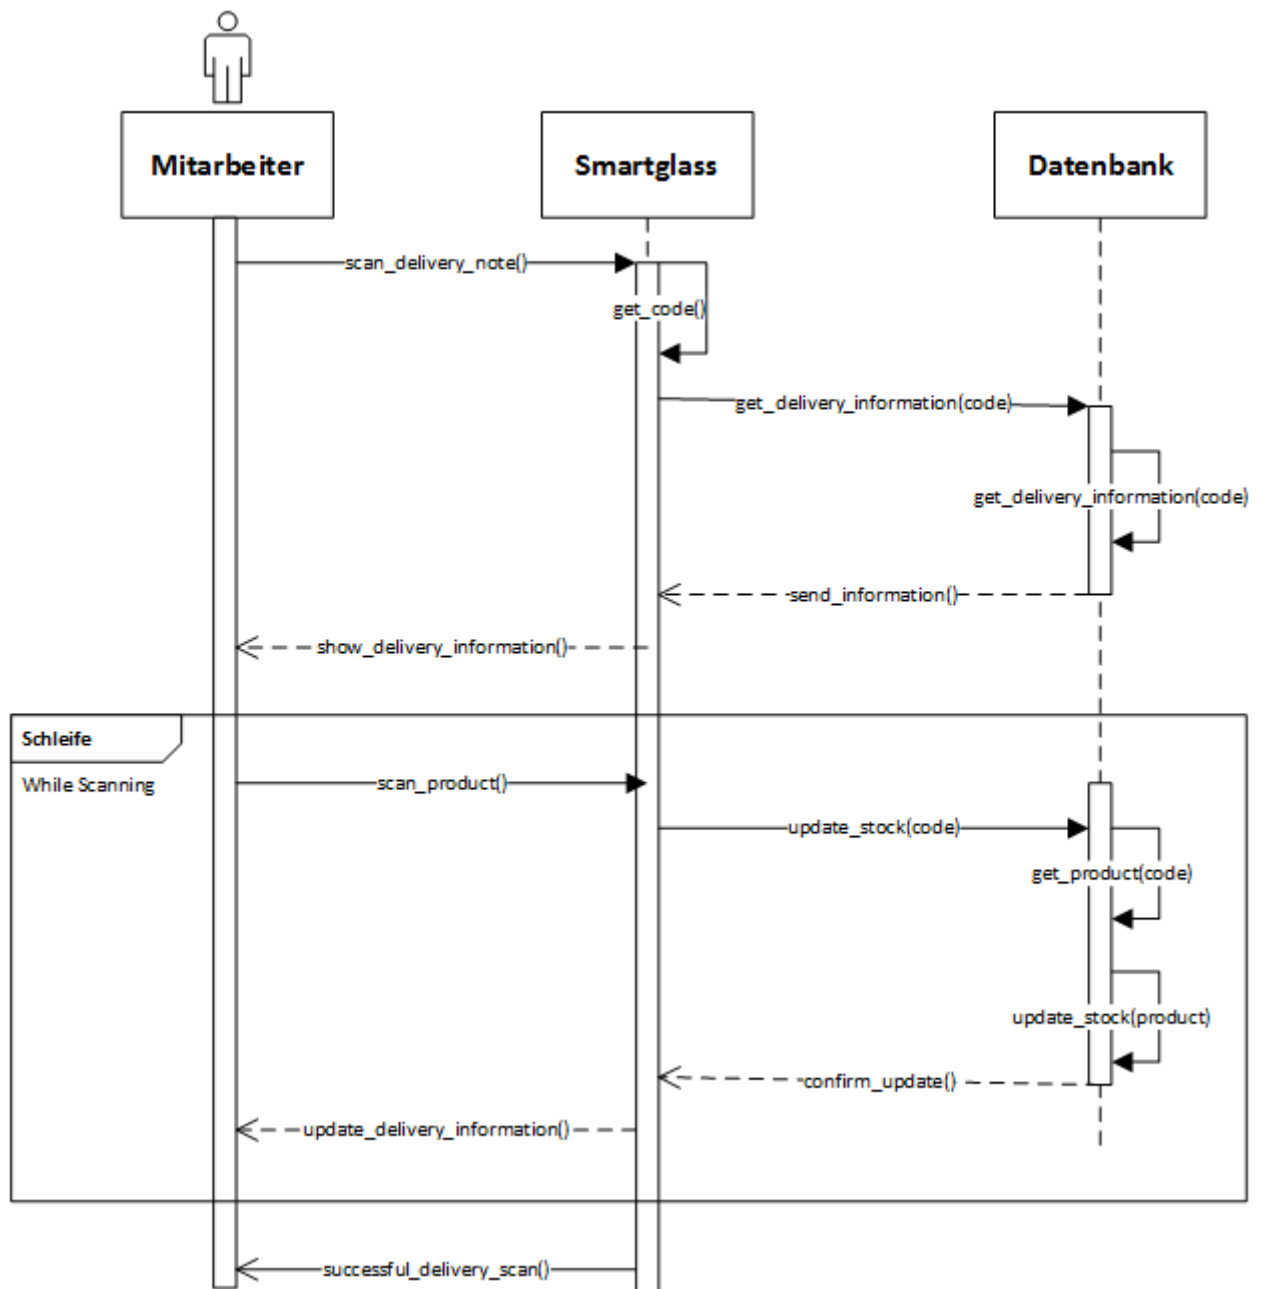 Mitarbeiter
Smartglass
Datenbank
scan_delivery_note()
get_code()
get_delivery_information(code)
get_delivery_information(code)
send_information()
show_delivery_information()
Schleife
While Scanning
scan_product()
update_stock(code)
get_product(code)
update_stock(product)
confirm_update()
update_delivery_information()
successful_delivery_scan()